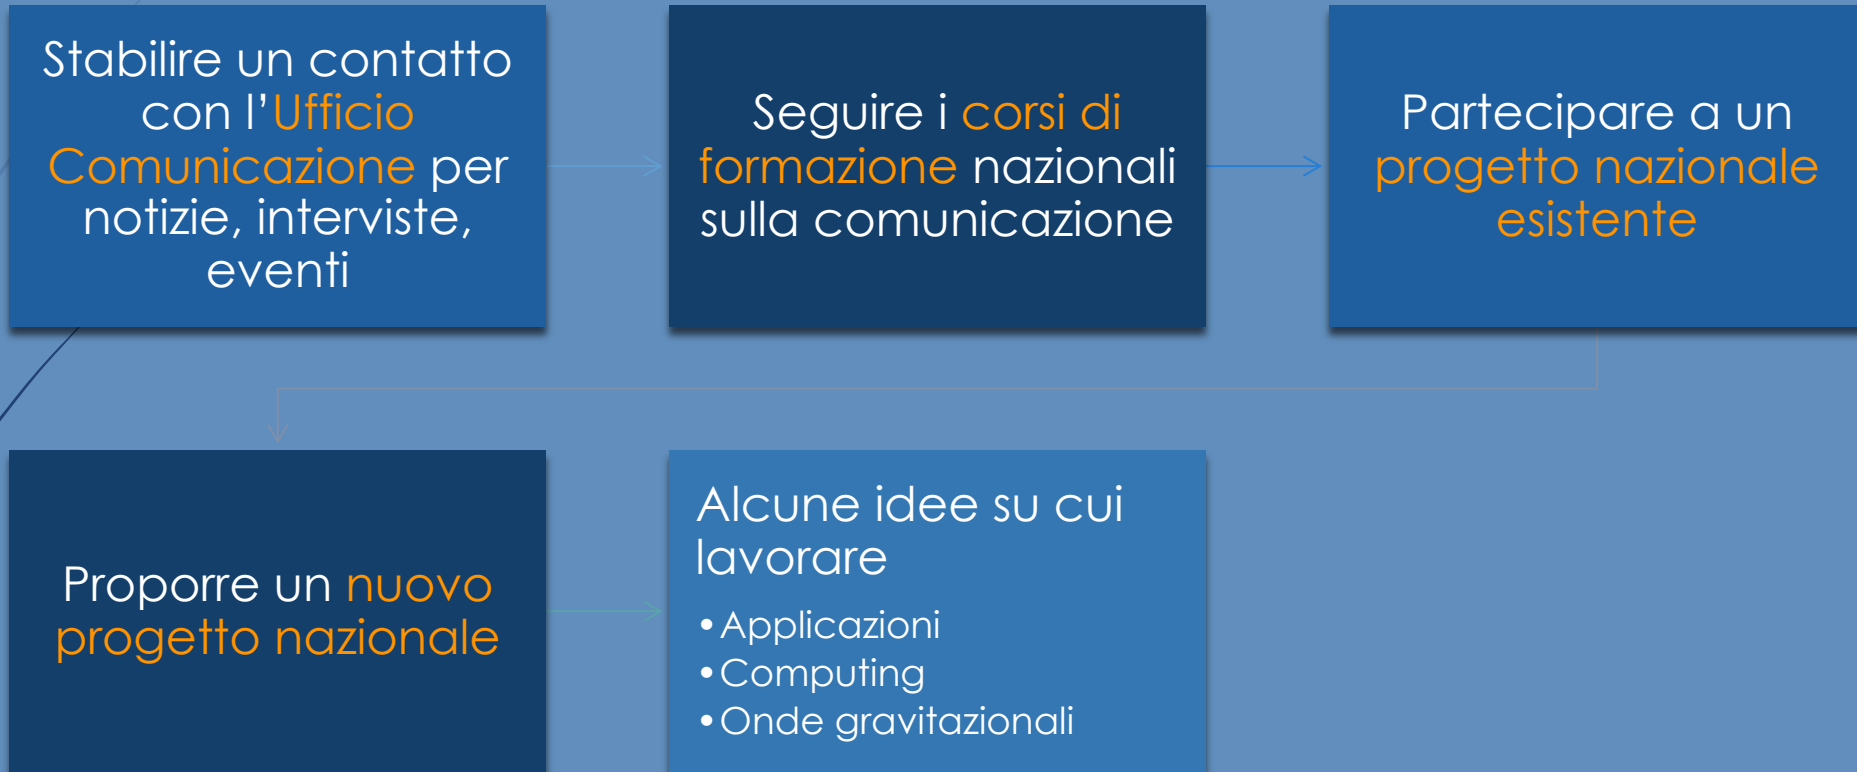 Stabilire un contatto
con l’Ufficio
Comunicazione per
notizie, interviste,
eventi
Seguire i corsi di
formazione nazionali
sulla comunicazione
Partecipare a un
progetto nazionale
esistente
Proporre un nuovo
progetto nazionale
Alcune idee su cui
lavorare
•Applicazioni
•Computing
•Onde gravitazionali